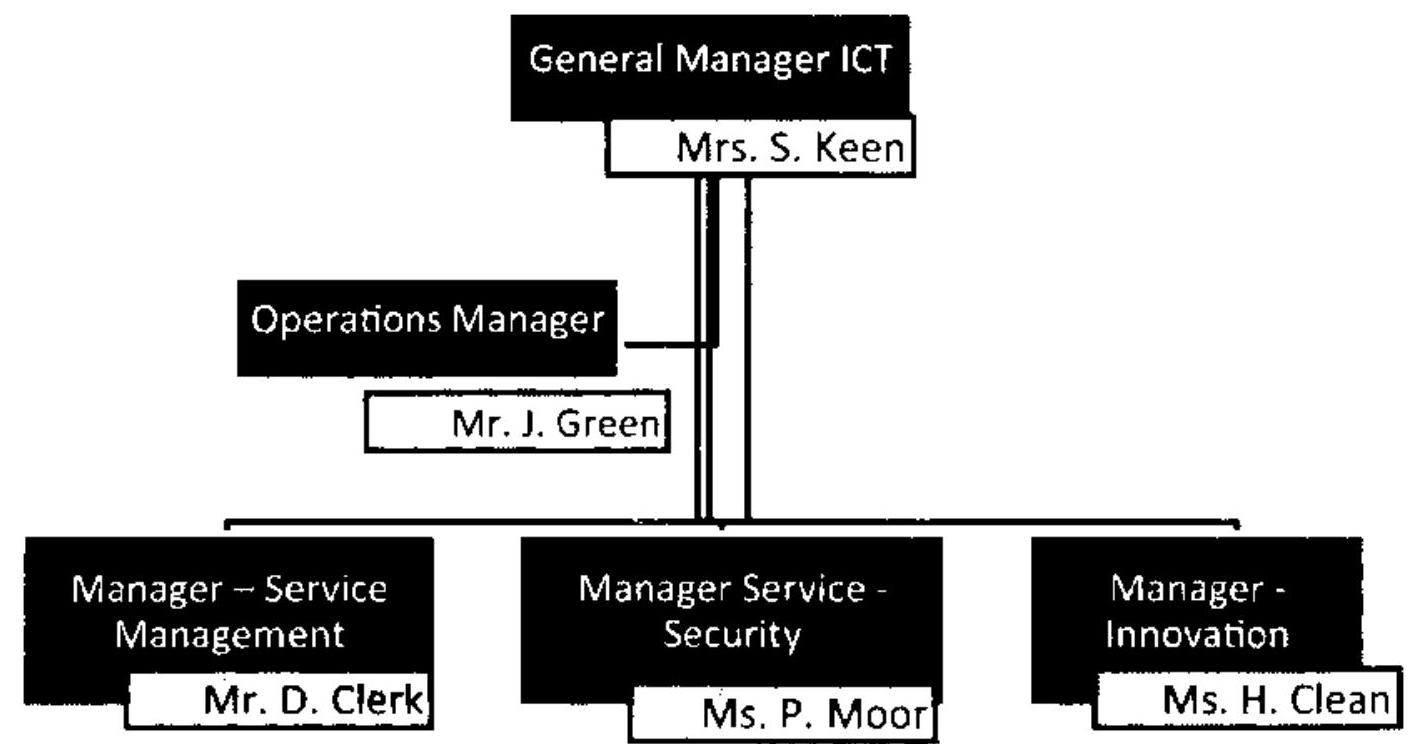 General Manager ICT
Mrs. S. Keen
Operations Manager
Mr. J. Green
Manager – Service
Management
Mr. D. Clerk
Manager Service -
Security
Ms. P. Moor
Manager -
Innovation
Ms. H. Clean